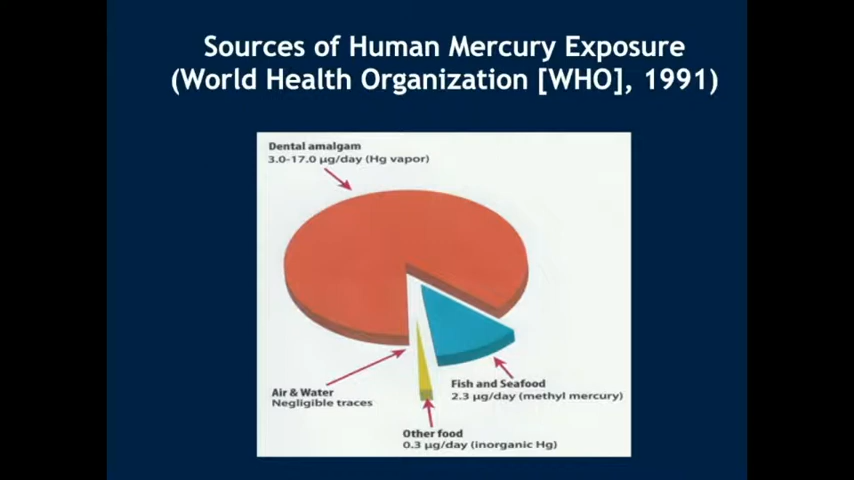 Sources of Human Mercury Exposure
(World Health Organization [WHO], 1991)
Dental amalgam
3.0-17.0 µg/day (Hg vapor)
Air & Water
Negligible traces
Fish and Seafood
2.3 µg/day (methyl mercury)
Other food
0.3 µg/day (inorganic Hg)